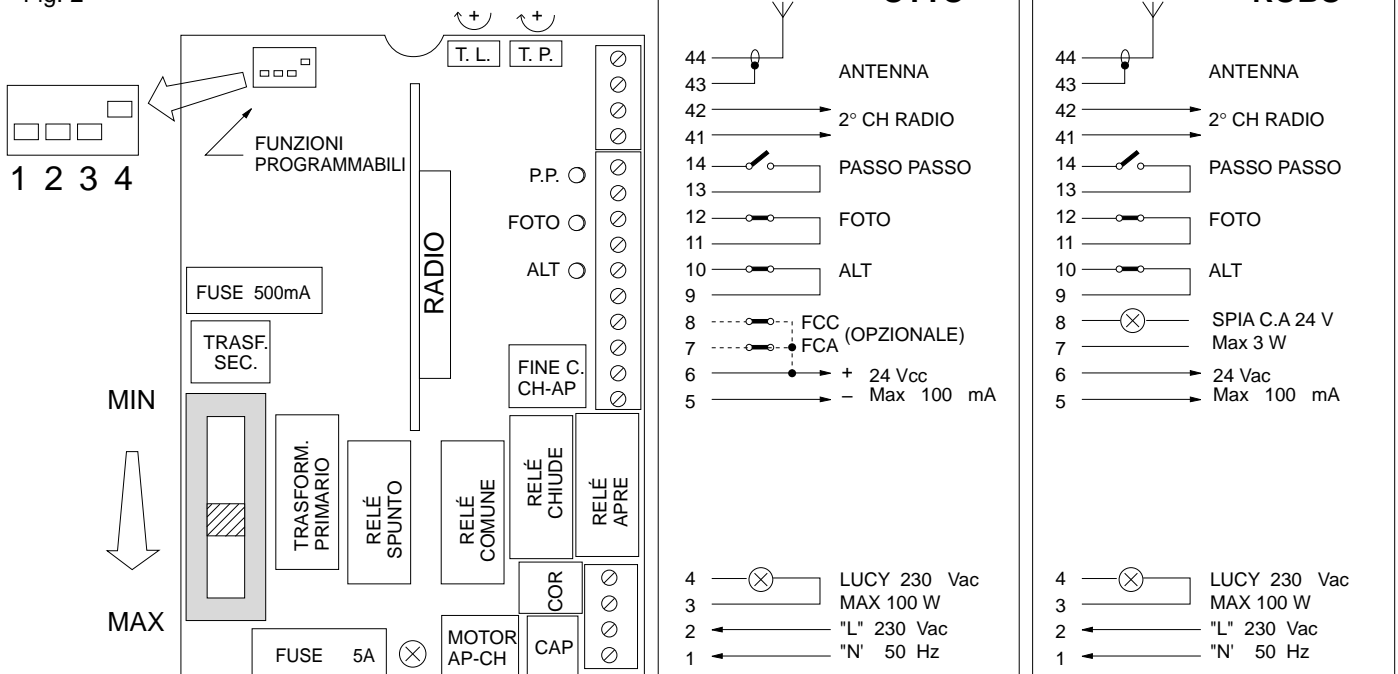 Fig. 2
+ +
T. L. T. P.
1 2 3 4
FUNZIONI
PROGRAMMABILI
P.P.
FOTO
ALT
RADIO
FUSE 500mA
TRASF.
SEC.
FINE C.
CH-AP
MIN
MAX
TRASFORM.
PRIMARIO
RELÉ
SPUNTO
RELÉ
COMUNE
RELÉ
CHIUDE
RELÉ
APRE
COR
FUSE 5A
MOTOR
AP-CH
CAP
44
43
ANTENNA
42
41
2° CH RADIO
14
13
PASSO PASSO
12
11
FOTO
10
9
ALT
8 FCC
7 FCA
(OPZIONALE)
6 + 24 Vcc
5 – Max 100 mA
4 LUCY 230 Vac
3 MAX 100 W
2 "L" 230 Vac
1 "N' 50 Hz
44
43
ANTENNA
42
41
2° CH RADIO
14
13
PASSO PASSO
12
11
FOTO
10
9
ALT
8 SPIA C.A 24 V
7 Max 3 W
6 24 Vac
5 Max 100 mA
4 LUCY 230 Vac
3 MAX 100 W
2 "L" 230 Vac
1 "N' 50 Hz